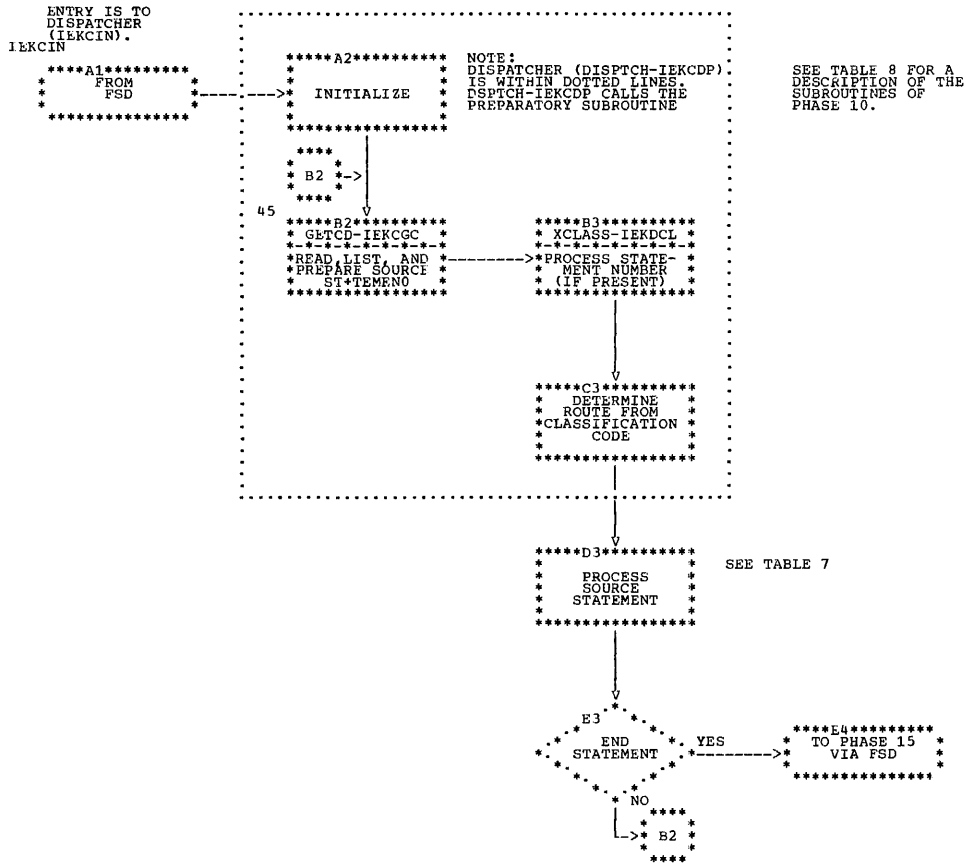 ENTRY IS TO
DISPATCHER
(IEKCIN).
IEKCIN
A1
FROM
FSD
A2
INITIALIZE
NOTE:
DISPATCHER (DISPTCH-IEKCDP)
IS WITHIN DOTTED LINES.
DSPTCH-IEKCDP CALLS THE
PREPARATORY SUBROUTINE
SEE TABLE 8 FOR A
DESCRIPTION OF THE
SUBROUTINES OF
PHASE 10.
B2
45
B2
GETCD-IEKCGC
READ,LIST, AND
PREPARE SOURCE
ST+TEMEN0
B3
XCLASS-IEKDCL
PROCESS STATE-
MENT NUMBER
(IF PRESENT)
C3
DETERMINE
ROUTE FROM
CLASSIFICATION
CODE
D3
PROCESS
SOURCE
STATEMENT
SEE TABLE 7
E3
END
STATEMENT
YES
E4
TO PHASE 15
VIA FSD
NO
B2